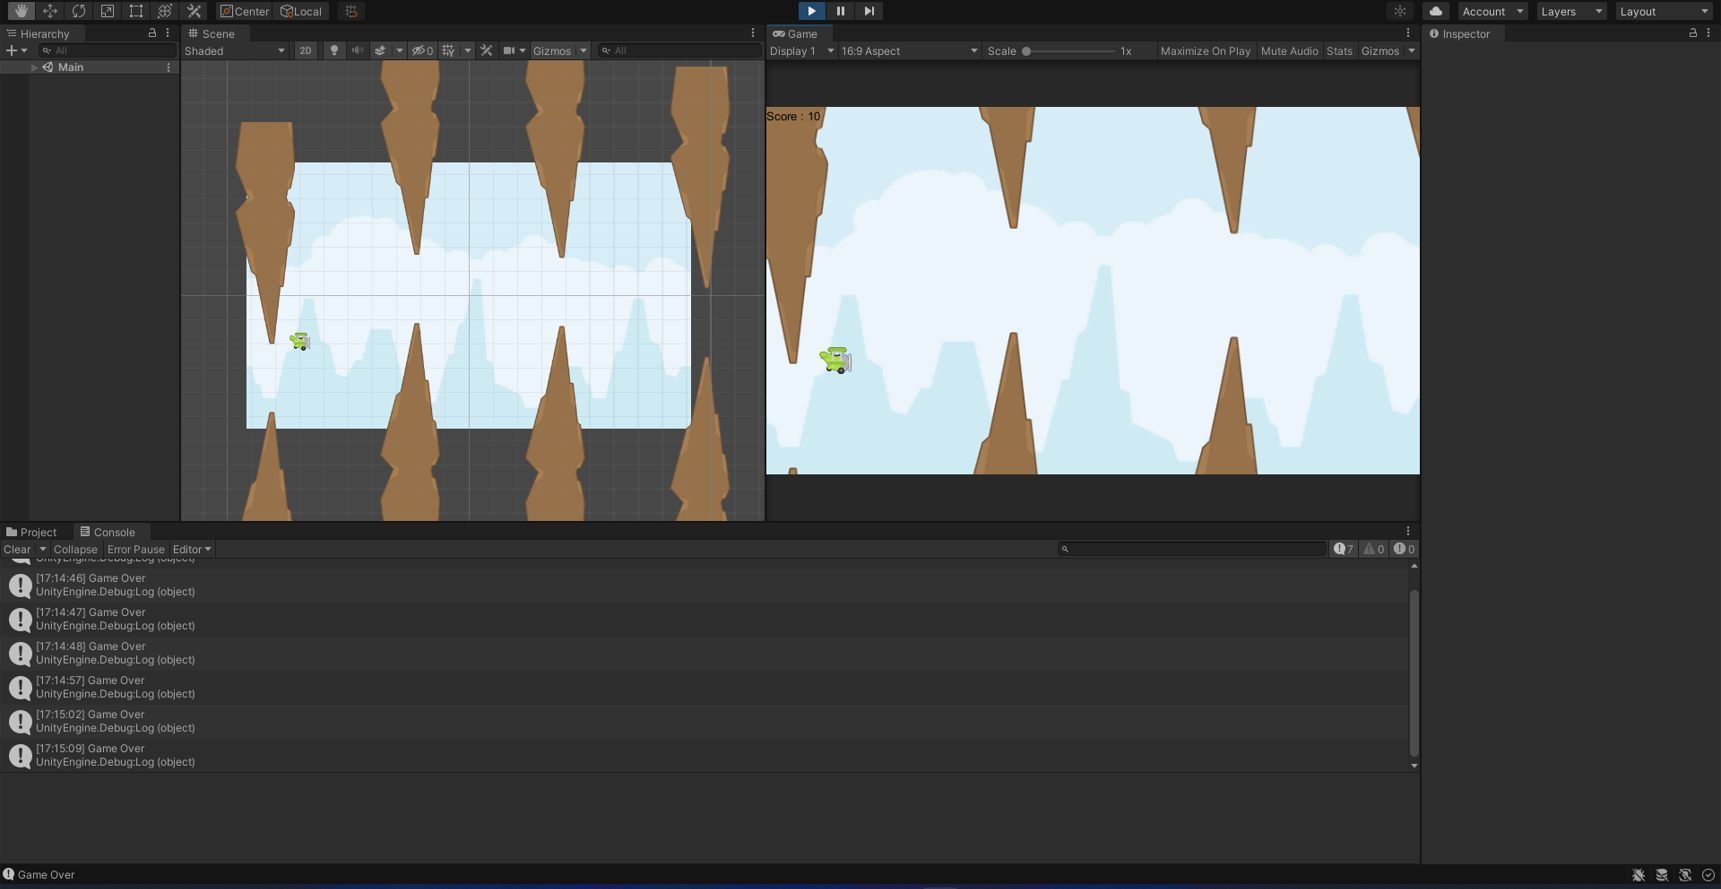 Center
Local
Account
Layers
Layout
Hierarchy
Scene
Game
Inspector
All
Shaded
2D
0
Gizmos
All
Display 1
16:9 Aspect
Scale
1x
Maximize On Play
Mute Audio
Stats
Gizmos
Main
Score : 10
Project
Console
Clear
Collapse
Error Pause
Editor
7
0
0
UnityEngine.Debug:Log (object)
[17:14:46] Game Over
UnityEngine.Debug:Log (object)
[17:14:47] Game Over
UnityEngine.Debug:Log (object)
[17:14:48] Game Over
UnityEngine.Debug:Log (object)
[17:14:57] Game Over
UnityEngine.Debug:Log (object)
[17:15:02] Game Over
UnityEngine.Debug:Log (object)
[17:15:09] Game Over
UnityEngine.Debug:Log (object)
Game Over